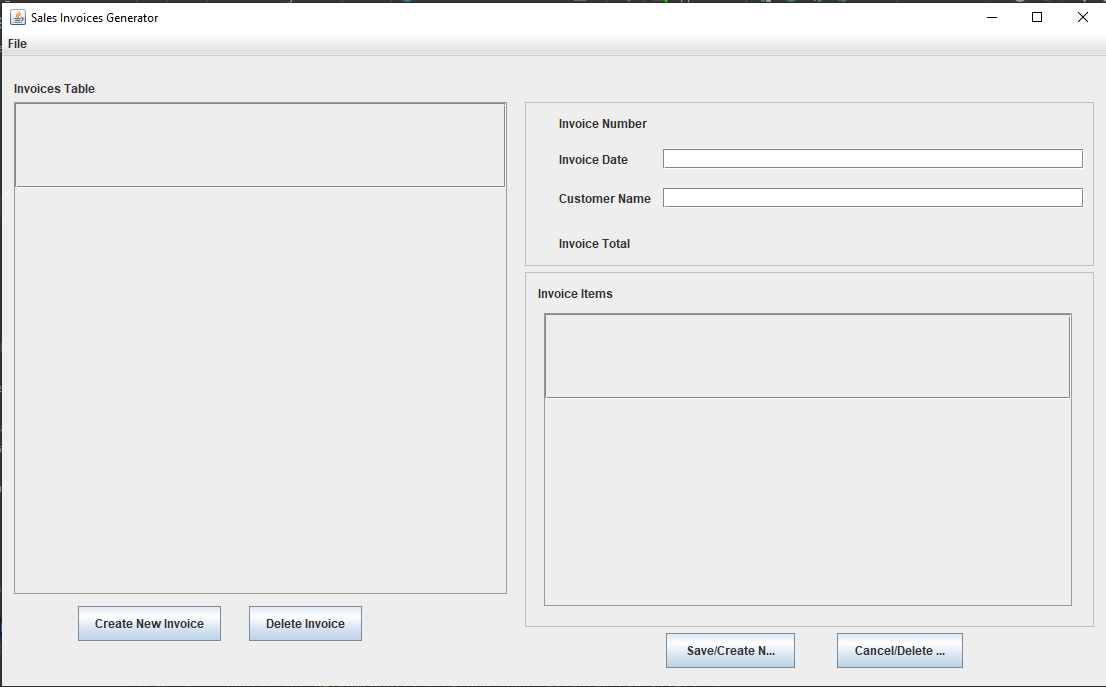 Sales Invoices Generator
File
Invoices Table
Invoice Number
Invoice Date
Customer Name
Invoice Total
Invoice Items
Create New Invoice
Delete Invoice
Save/Create N...
Cancel/Delete ...